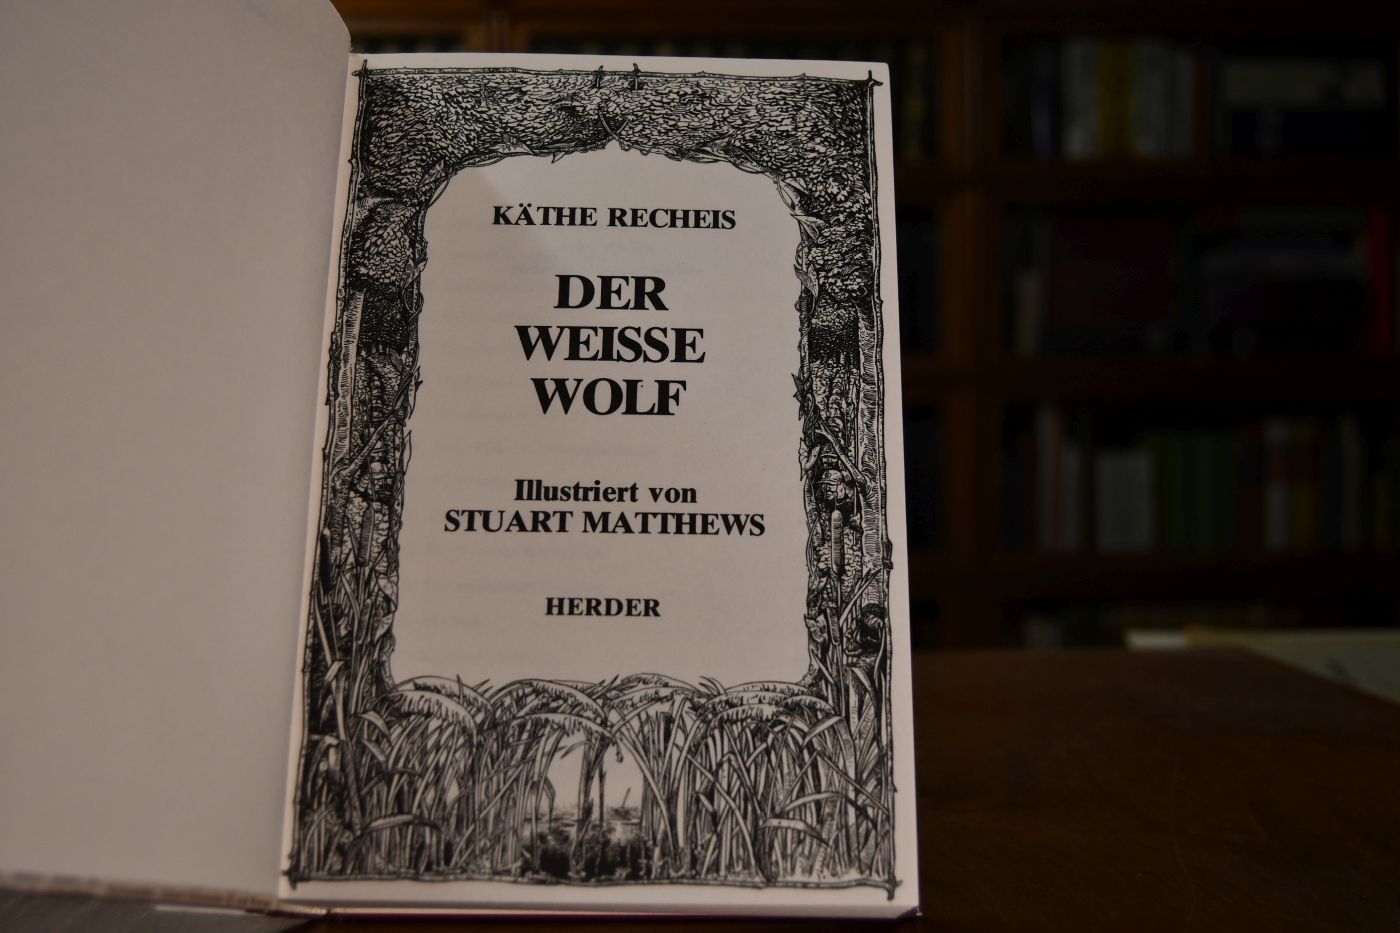 KÄTHE RECHEIS
DER
WEISSE
WOLF
Illustriert von
STUART MATTHEWS
HERDER